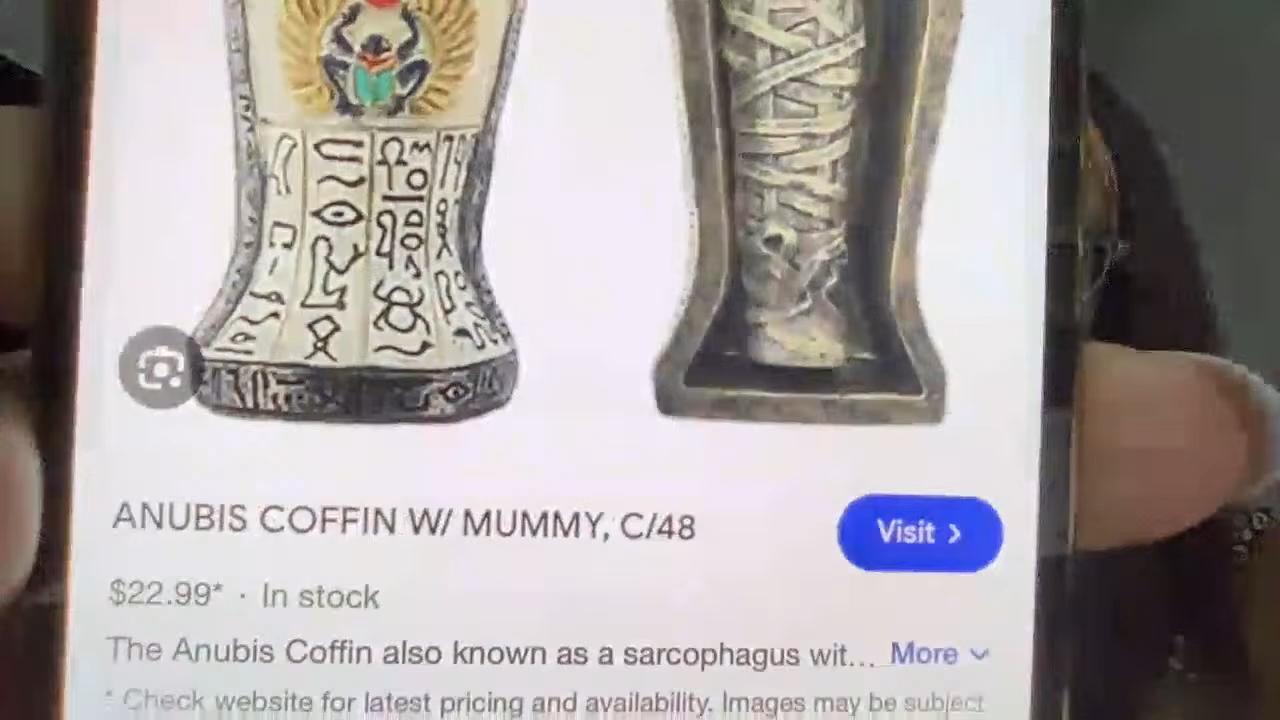 ANUBIS COFFIN W/ MUMMY, C/48
Visit >
$22.99* · In stock
The Anubis Coffin also known as a sarcophagus wit... More
* Check website for latest pricing and availability. Images may be subject